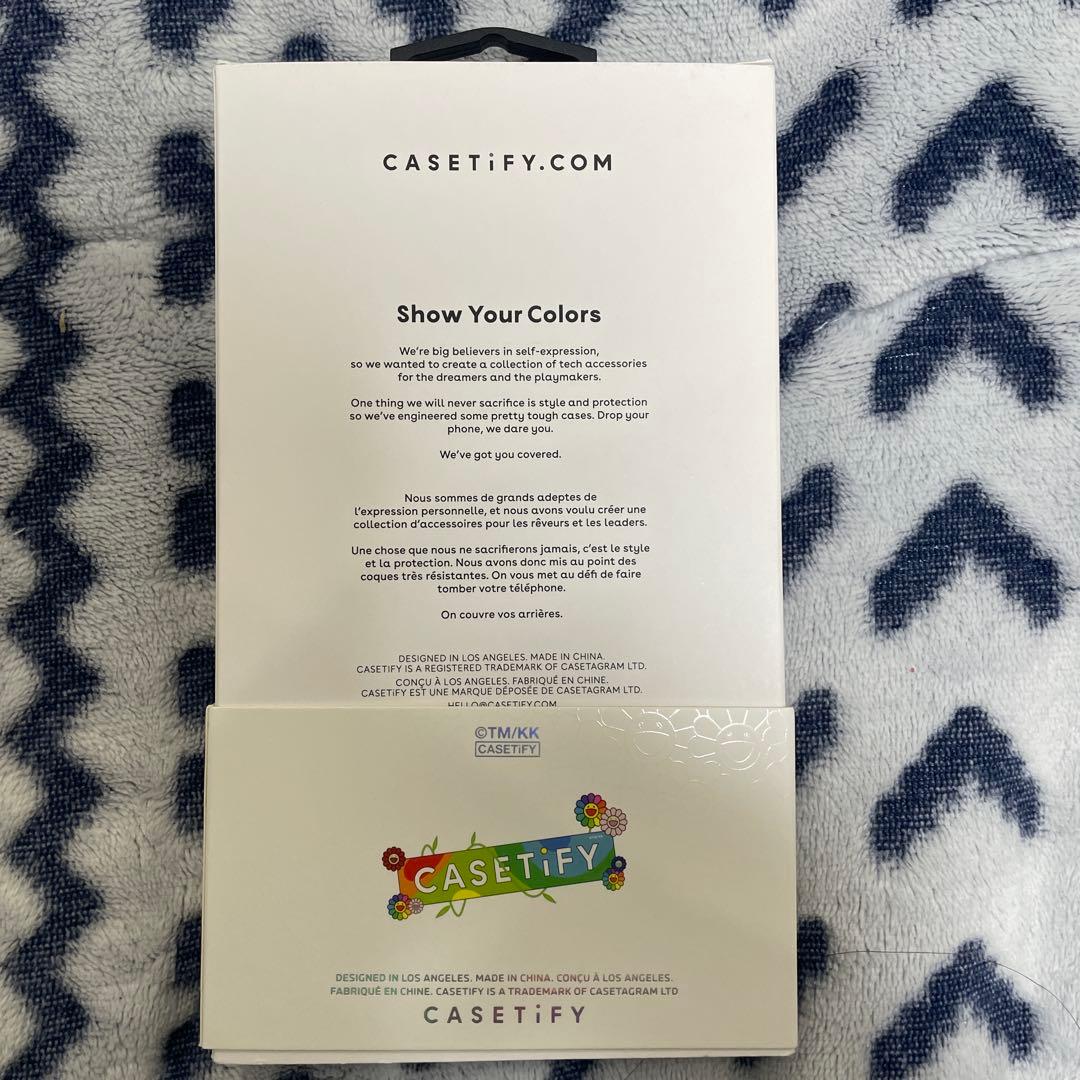 CASETiFY.COM
Show Your Colors
We're big believers in self-expression,
so we wanted to create a collection of tech accessories
for the dreamers and the playmakers.
One thing we will never sacrifice is style and protection
so we've engineered some pretty tough cases. Drop your
phone, we dare you.
We've got you covered.
Nous sommes de grands adeptes de
l'expression personnelle, et nous avons voulu créer une
collection d'accessoires pour les rêveurs et les leaders.
Une chose que nous ne sacrifierons jamais, c'est le style
et la protection. Nous avons donc mis au point des
coques très résistantes. On vous met au défi de faire
tomber votre téléphone.
On couvre vos arrières.
DESIGNED IN LOS ANGELES. MADE IN CHINA.
CASETiFY IS A REGISTERED TRADEMARK OF CASETAGRAM LTD.
CONÇU À LOS ANGELES. FABRIQUÉ EN CHINE.
CASETiFY EST UNE MARQUE DÉPOSÉE DE CASETAGRAM LTD.
HELLO@CASETIFY.COM
©TM/KK
CASETiFY
CASETiFY
DESIGNED IN LOS ANGELES. MADE IN CHINA. CONÇU À LOS ANGELES.
FABRIQUÉ EN CHINE. CASETIFY IS A TRADEMARK OF CASETAGRAM LTD
CASETiFY